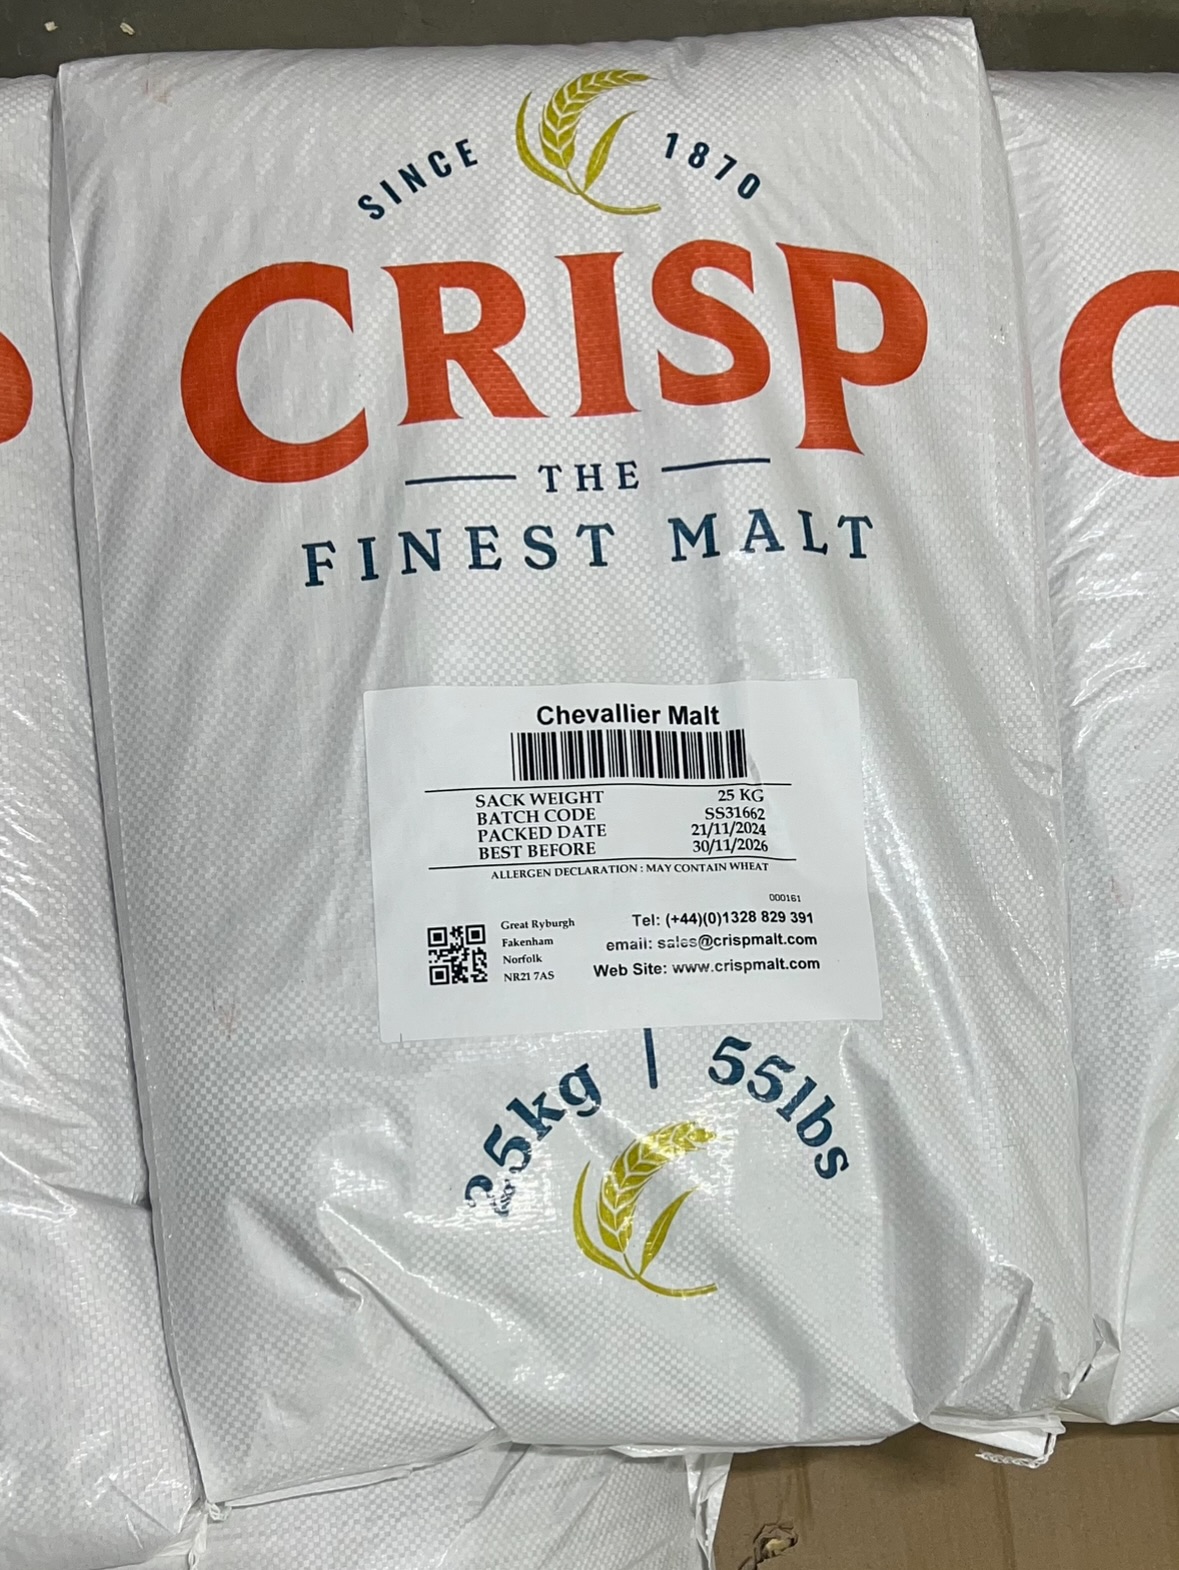 SINCE 1870
CRISP
THE
FINEST MALT
Chevallier Malt
SACK WEIGHT 25 KG
BATCH CODE SS31662
PACKED DATE 21/11/2024
BEST BEFORE 30/11/2026
ALLERGEN DECLARATION : MAY CONTAIN WHEAT
000161
Great Ryburgh
Fakenham
Norfolk
NR21 7AS
Tel: (+44)(0)1328 829 391
email: sales@crispmalt.com
Web Site: www.crispmalt.com
25kg | 55lbs
C